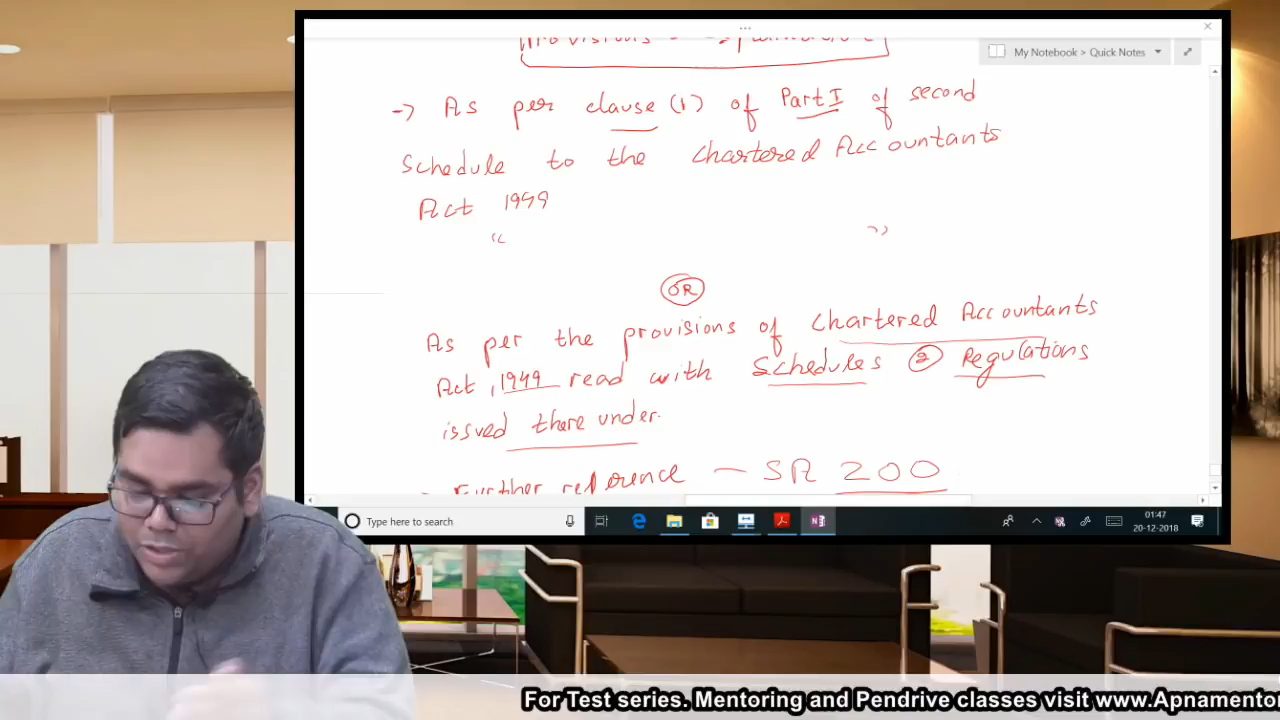 ...
My Notebook > Quick Notes
Provisions - Explanation
→ As per clause (1) of Part I of second
Schedule to the Chartered Accountants
Act 1949
“ ”
OR
As per the provisions of Chartered Accountants
Act, 1949 read with Schedules & Regulations
issued there under.
Further reference — SA 200
Type here to search
01:47
20-12-2018
For Test series. Mentoring and Pendrive classes visit www.Apnamento